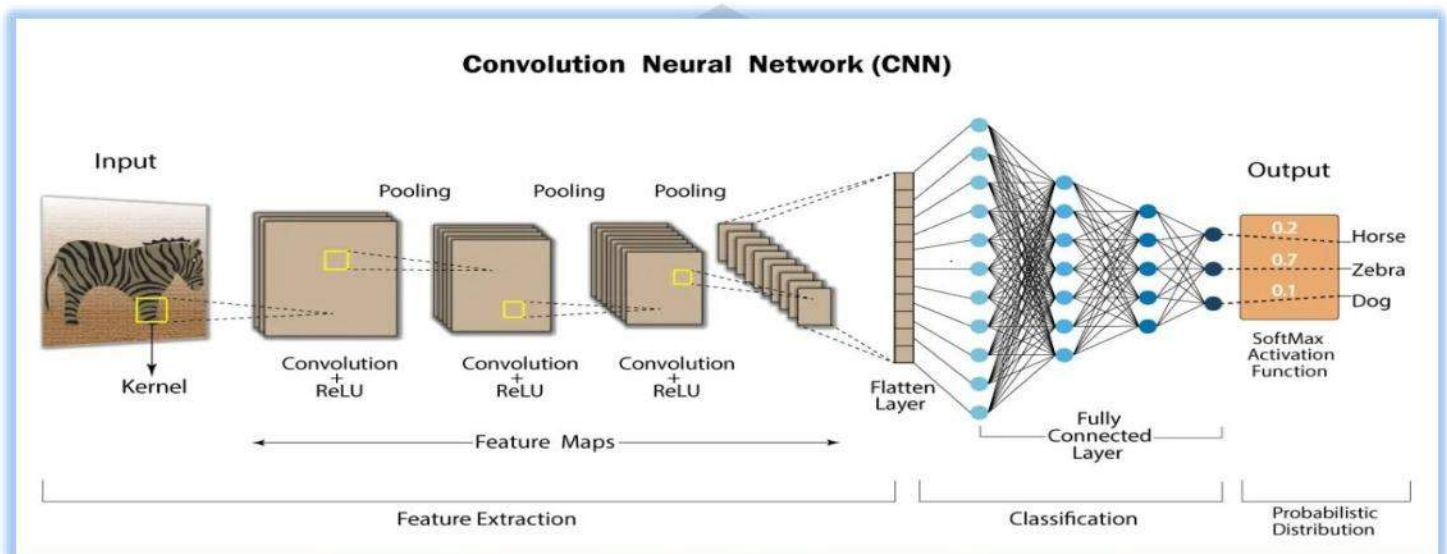 Convolution Neural Network (CNN)
Input
Kernel
Pooling
Pooling
Pooling
Convolution
+
ReLU
Convolution
+
ReLU
Convolution
+
ReLU
Feature Maps
Feature Extraction
Flatten
Layer
Fully
Connected
Layer
Classification
Output
0.2
Horse
0.7
Zebra
0.1
Dog
SoftMax
Activation
Function
Probabilistic
Distribution